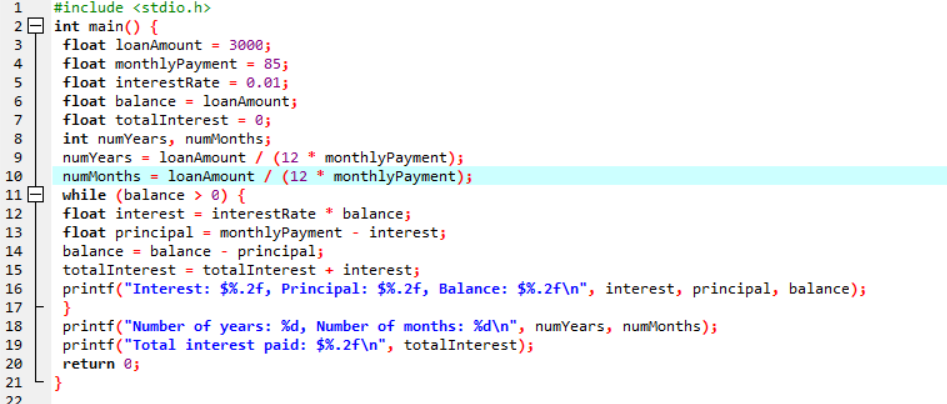 1 #include <stdio.h>
2 int main() {
3 float loanAmount = 3000;
4 float monthlyPayment = 85;
5 float interestRate = 0.01;
6 float balance = loanAmount;
7 float totalInterest = 0;
8 int numYears, numMonths;
9 numYears = loanAmount / (12 * monthlyPayment);
10 numMonths = loanAmount / (12 * monthlyPayment);
11 while (balance > 0) {
12 float interest = interestRate * balance;
13 float principal = monthlyPayment - interest;
14 balance = balance - principal;
15 totalInterest = totalInterest + interest;
16 printf("Interest: $%.2f, Principal: $%.2f, Balance: $%.2f\n", interest, principal, balance);
17 }
18 printf("Number of years: %d, Number of months: %d\n", numYears, numMonths);
19 printf("Total interest paid: $%.2f\n", totalInterest);
20 return 0;
21 }
22